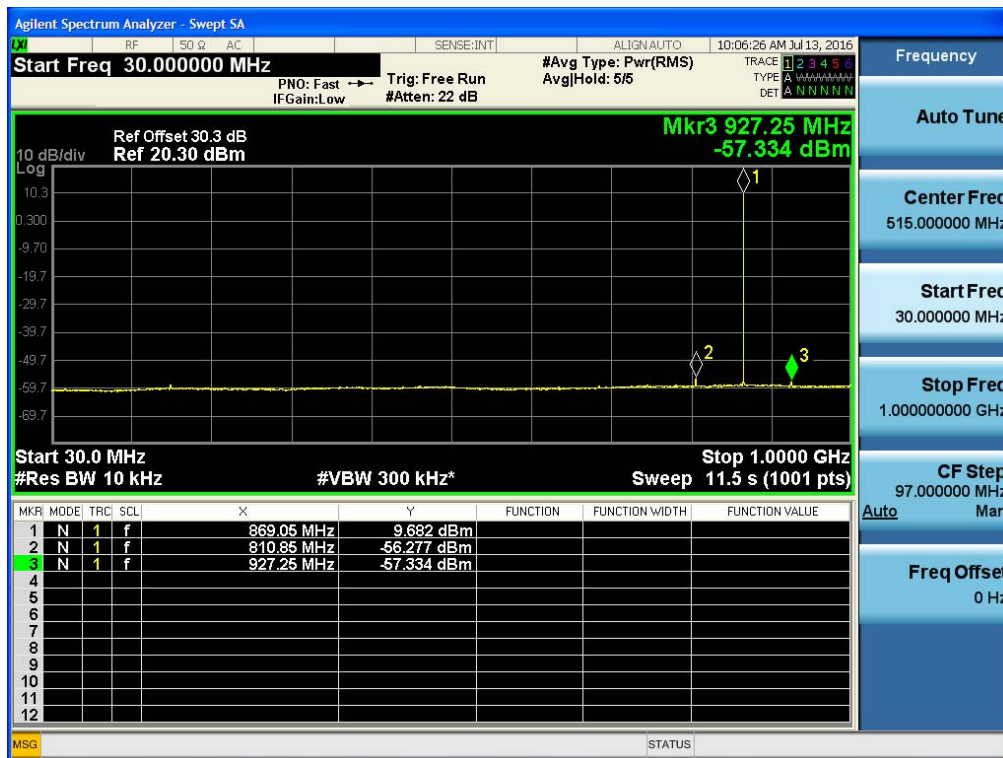 Agilent Spectrum Analyzer - Swept SA
LXI RF 50 Ω AC SENSE:INT ALIGN AUTO 10:06:26 AM Jul 13, 2016
Start Freq 30.000000 MHz
PNO: Fast
IFGain:Low
Trig: Free Run
#Atten: 22 dB
#Avg Type: Pwr(RMS)
Avg|Hold: 5/5
TRACE 1 2 3 4 5 6
TYPE A
DET A N N N N N
Frequency
Auto Tune
Center Freq
515.000000 MHz
Start Freq
30.000000 MHz
Stop Freq
1.000000000 GHz
CF Step
97.000000 MHz
Auto Man
Freq Offset
0 Hz
Ref Offset 30.3 dB
10 dB/div Ref 20.30 dBm
Log
Mkr3 927.25 MHz
-57.334 dBm
1
10.3
0.300
-9.70
-19.7
-29.7
-39.7
-49.7
2
3
-59.7
-69.7
Start 30.0 MHz Stop 1.0000 GHz
#Res BW 10 kHz #VBW 300 kHz* Sweep 11.5 s (1001 pts)
MKR MODE TRC SCL X Y FUNCTION FUNCTION WIDTH FUNCTION VALUE
1 N 1 f 869.05 MHz 9.682 dBm
2 N 1 f 810.85 MHz -56.277 dBm
3 N 1 f 927.25 MHz -57.334 dBm
4
5
6
7
8
9
10
11
12
MSG STATUS